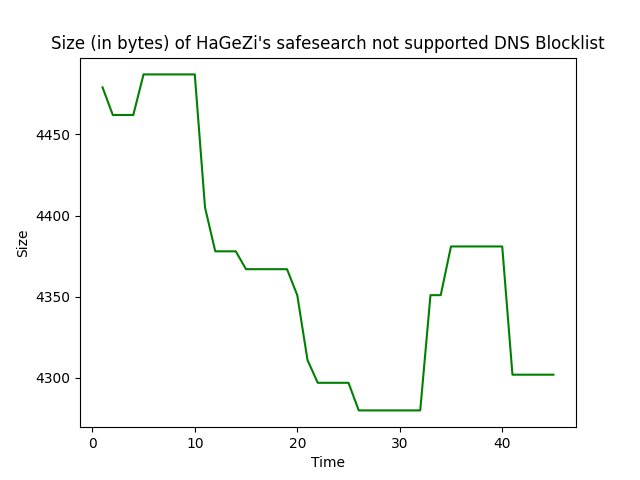 Size (in bytes) of HaGeZi's safesearch not supported DNS Blocklist
4450
4400
4350
4300
Size
0 10 20 30 40
Time